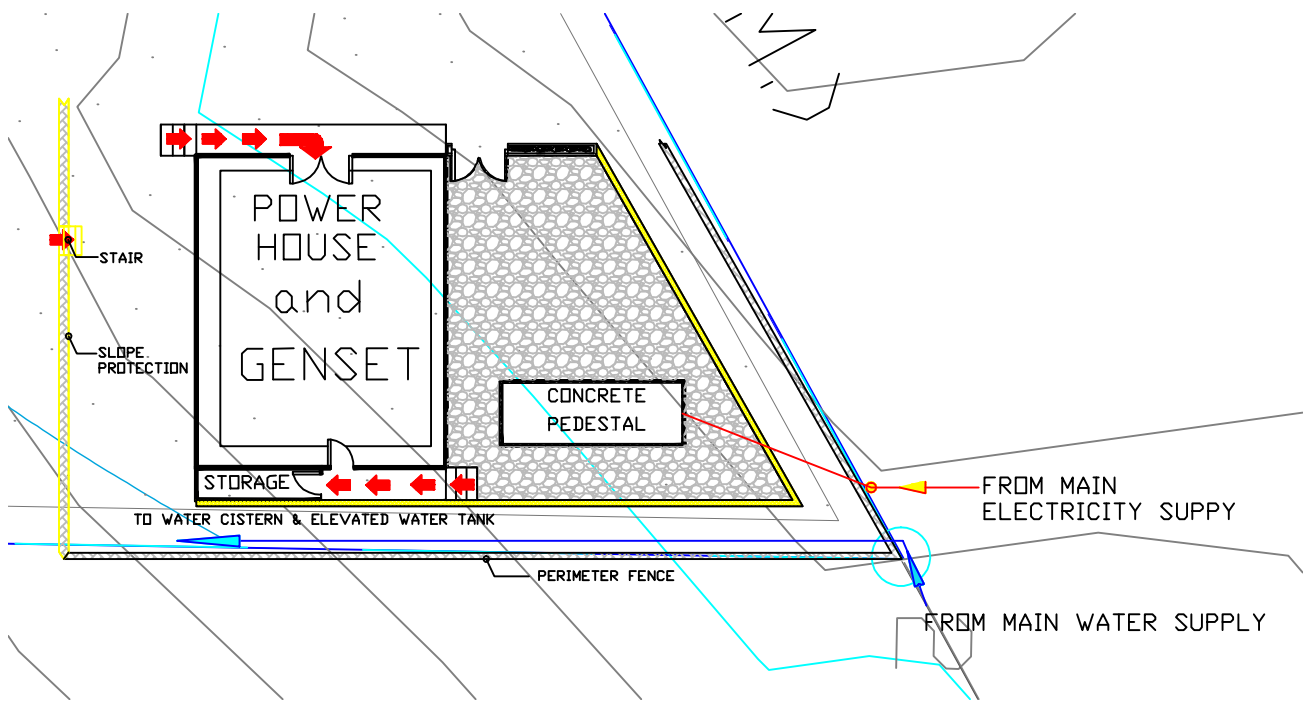 POWER
HOUSE
and
GENSET
STAIR
SLOPE
PROTECTION
CONCRETE
PEDESTAL
STORAGE
FROM MAIN
ELECTRICITY SUPPY
TO WATER CISTERN & ELEVATED WATER TANK
PERIMETER FENCE
FROM MAIN WATER SUPPLY